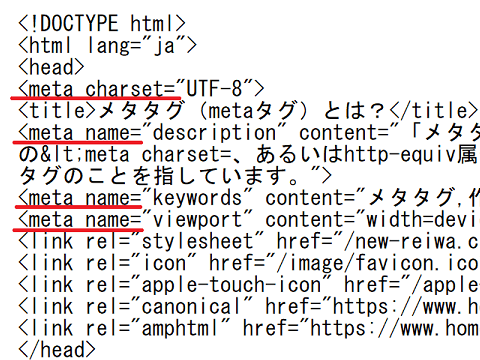 <!DOCTYPE html>
<html lang="ja">
<head>
<meta charset="UTF-8">
<title>メタタグ（metaタグ）とは？</title>
<meta name="description" content="「メタタ
の&lt;meta charset=、あるいはhttp-equiv属
タグのことを指しています。">
<meta name="keywords" content="メタタグ,作
<meta name="viewport" content="width=devi
<link rel="stylesheet" href="/new-reiwa.c
<link rel="icon" href="/image/favicon.ico
<link rel="apple-touch-icon" href="/apple
<link rel="canonical" href="https://www.h
<link rel="amphtml" href="https://www.hom
</head>